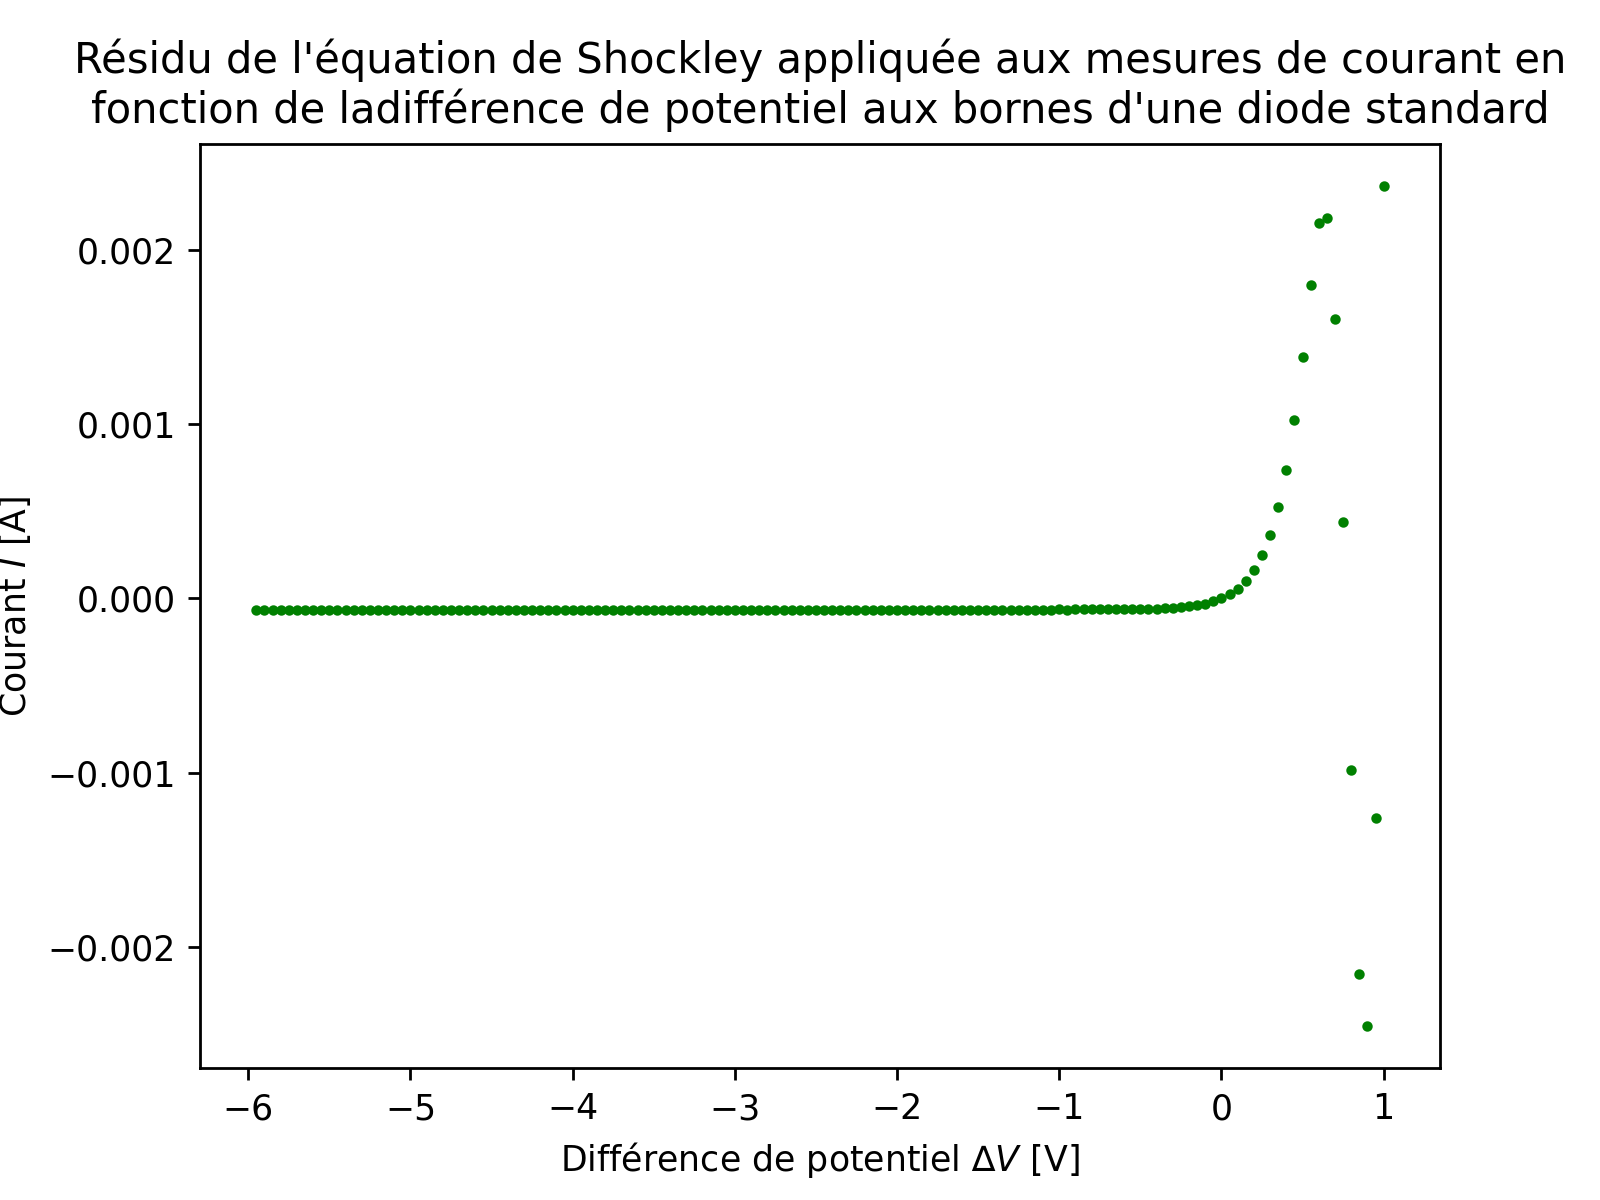 Résidu de l'équation de Shockley appliquée aux mesures de courant en
fonction de ladifférence de potentiel aux bornes d'une diode standard
0.002
0.001
0.000
−0.001
−0.002
Courant I [A]
−6 −5 −4 −3 −2 −1 0 1
Différence de potentiel ΔV [V]